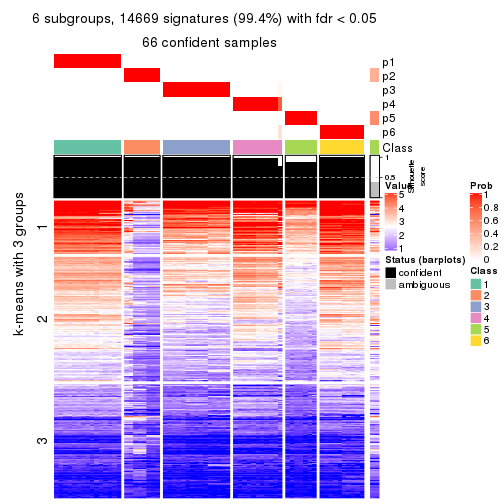 6 subgroups, 14669 signatures (99.4%) with fdr < 0.05
66 confident samples
p1
p2
p3
p4
p5
p6
Class
1
0.5
Silhouette
score
k-means with 3 groups
1
2
3
Value
5
4
3
2
1
Status (barplots)
confident
ambiguous
Prob
1
0.8
0.6
0.4
0.2
0
Class
1
2
3
4
5
6